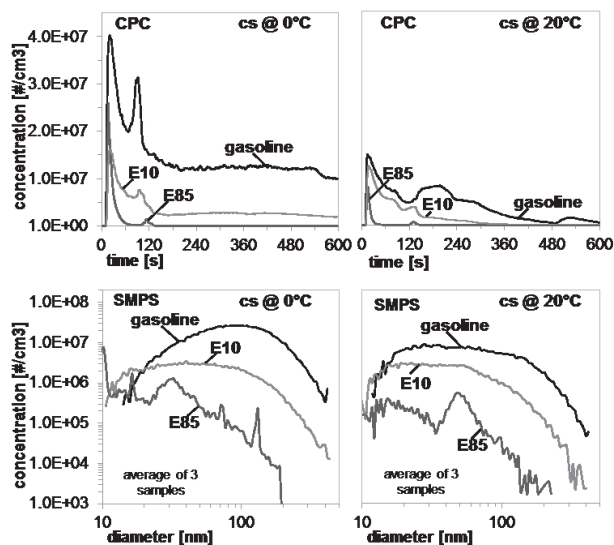 CPC cs @ 0°C
concentration [#/cm3]
4.0E+07
3.0E+07
2.0E+07
1.0E+07
1.0E+00
gasoline
E10
E85
0 120 240 360 480 600
time [s]
CPC cs @ 20°C
E85
gasoline
E10
0 120 240 360 480 600
time [s]
SMPS cs @ 0°C
concentration [#/cm3]
1.0E+08
1.0E+07
1.0E+06
1.0E+05
1.0E+04
1.0E+03
gasoline
E10
E85
average of 3
samples
10 100
diameter [nm]
SMPS cs @ 20°C
gasoline
E10
E85
average of 3
samples
10 100
diameter [nm]